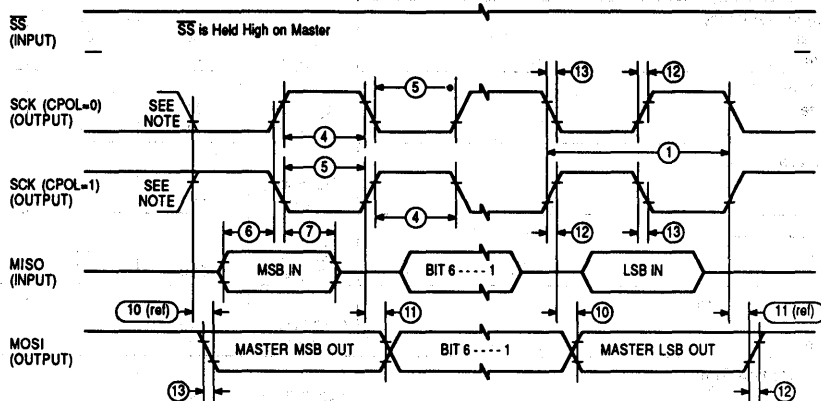 SS
(INPUT)
SS is Held High on Master
13
12
5
SCK (CPOL=0)
(OUTPUT)
SEE
NOTE
4
1
5
SCK (CPOL=1)
(OUTPUT)
SEE
NOTE
4
12
13
6
7
MISO
(INPUT)
MSB IN
BIT 6 - - - - 1
LSB IN
10 (ref)
11
10
11 (ref)
MOSI
(OUTPUT)
MASTER MSB OUT
BIT 6 - - - - 1
MASTER LSB OUT
13
12